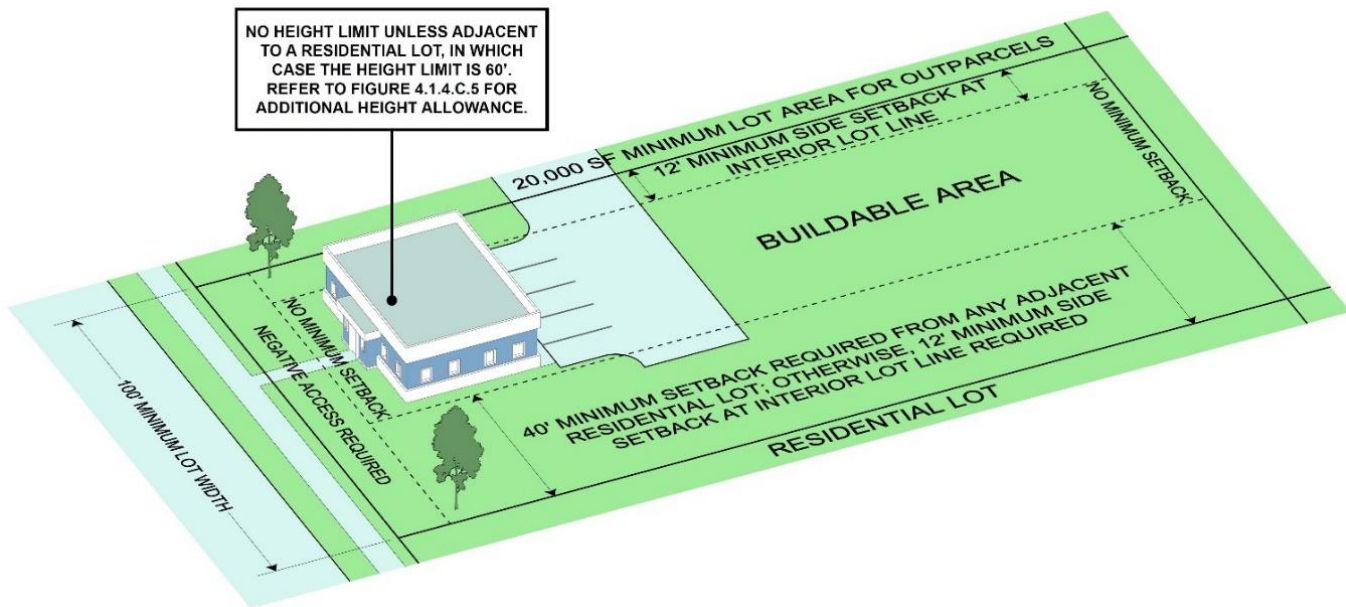 NO HEIGHT LIMIT UNLESS ADJACENT
TO A RESIDENTIAL LOT, IN WHICH
CASE THE HEIGHT LIMIT IS 60'.
REFER TO FIGURE 4.1.4.C.5 FOR
ADDITIONAL HEIGHT ALLOWANCE.
20,000 SF MINIMUM LOT AREA FOR OUTPARCELS
12' MINIMUM SIDE SETBACK AT
INTERIOR LOT LINE
'NO MINIMUM SETBACK'
BUILDABLE AREA
'NO MINIMUM SETBACK'
NEGATIVE ACCESS REQUIRED
100' MINIMUM LOT WIDTH
40' MINIMUM SETBACK REQUIRED FROM ANY ADJACENT
RESIDENTIAL LOT; OTHERWISE, 12' MINIMUM SIDE
SETBACK AT INTERIOR LOT LINE REQUIRED
RESIDENTIAL LOT